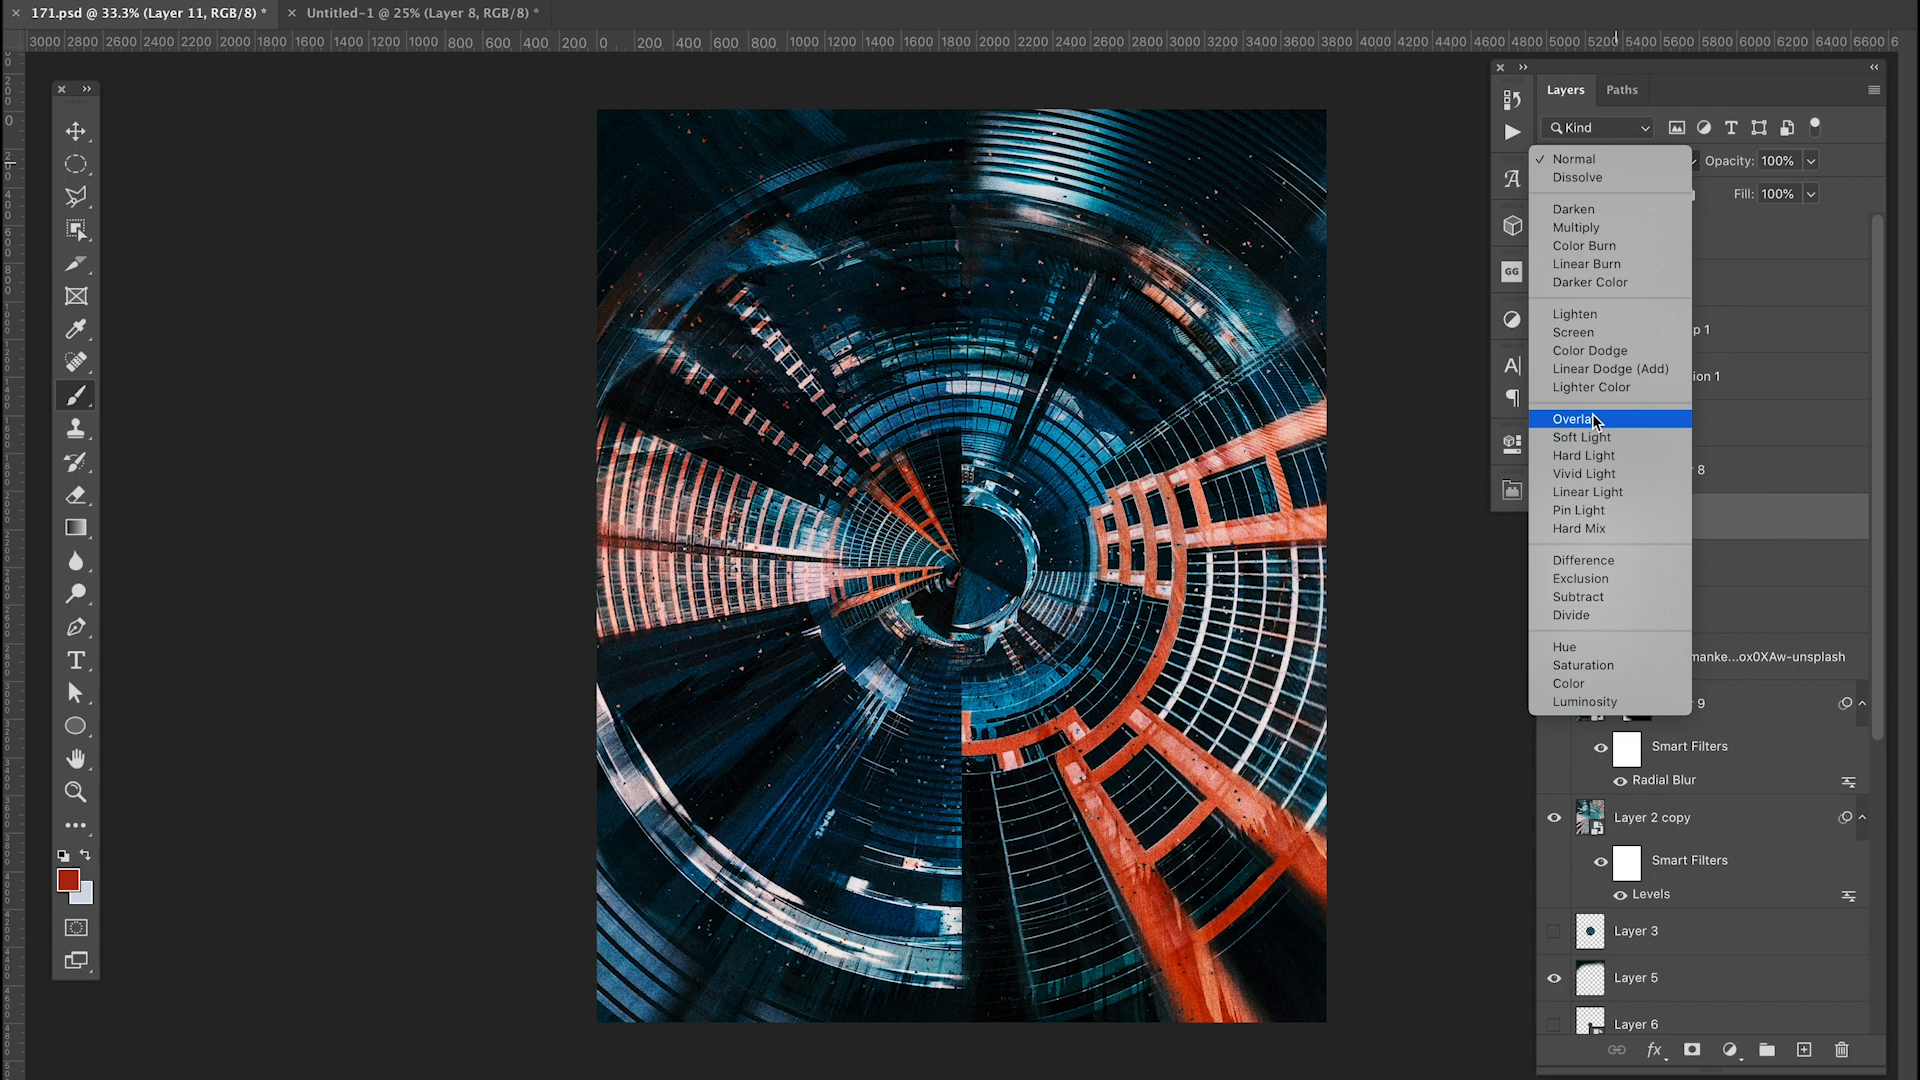 171.psd @ 33.3% (Layer 11, RGB/8) *
Untitled-1 @ 25% (Layer 8, RGB/8) *
3000 2800 2600 2400 2200 2000 1800 1600 1400 1200 1000 800 600 400 200 0 200 400 600 800 1000 1200 1400 1600 1800 2000 2200 2400 2600 2800 3000 3200 3400 3600 3800 4000 4200 4400 4600 4800 5000 5200 5400 5600 5800 6000 6200 6400 6600 6
Layers
Paths
Kind
Normal
Opacity: 100%
Dissolve
Fill: 100%
Darken
Multiply
Color Burn
Linear Burn
Darker Color
GG
Lighten
Screen
p 1
Color Dodge
Linear Dodge (Add)
ion 1
Lighter Color
Overla
Soft Light
Hard Light
8
Vivid Light
Linear Light
Pin Light
Hard Mix
Difference
Exclusion
Subtract
Divide
Hue
manke...ox0XAw-unsplash
Saturation
Color
Luminosity
9
Smart Filters
Radial Blur
Layer 2 copy
Smart Filters
Levels
Layer 3
Layer 5
Layer 6
fx